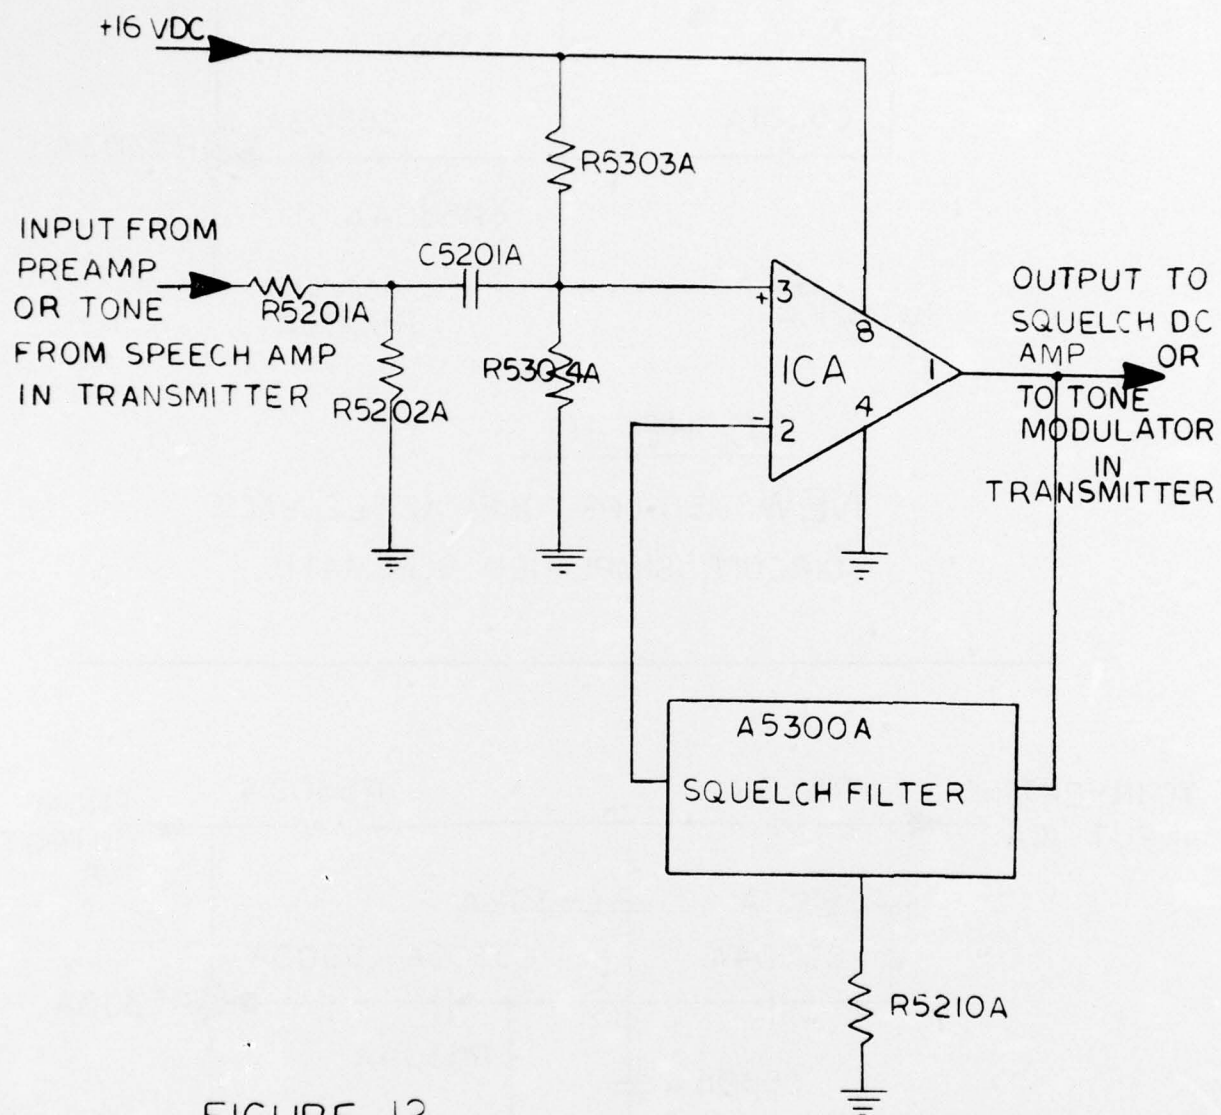 +16 VDC
R5303A
INPUT FROM
PREAMP
OR TONE
FROM SPEECH AMP
IN TRANSMITTER
R5201A
C5201A
R5202A
R5304A
+ 3
8
ICA
1
4
- 2
OUTPUT TO
SQUELCH DC
AMP OR
TO TONE
MODULATOR
IN
TRANSMITTER
A5300A
SQUELCH FILTER
R5210A
FIGURE 12